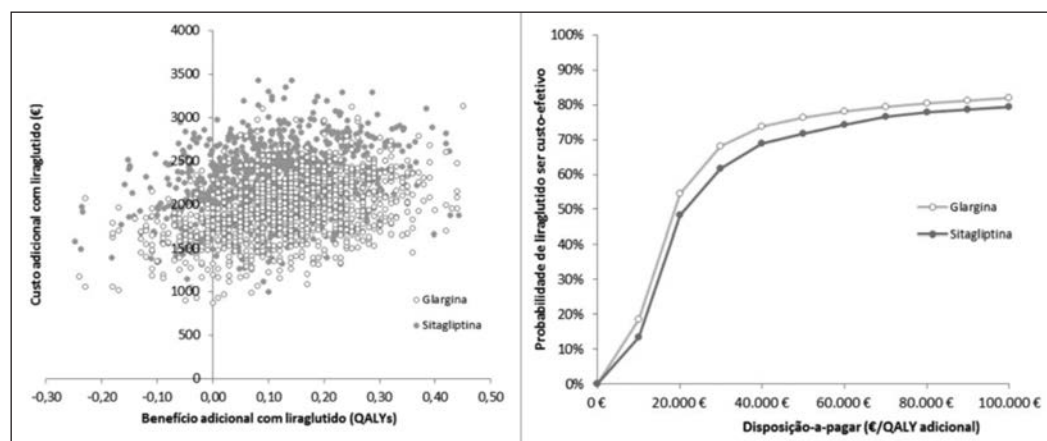 Custo adicional com liraglutido (€)
4000
3500
3000
2500
2000
1500
1000
500
0
-0,30 -0,20 -0,10 0,00 0,10 0,20 0,30 0,40 0,50
Benefício adicional com liraglutido (QALYs)
Glargina
Sitagliptina
Probabilidade de liraglutido ser custo-efetivo
100%
90%
80%
70%
60%
50%
40%
30%
20%
10%
0%
0 € 20.000 € 40.000 € 60.000 € 80.000 € 100.000 €
Disposição-a-pagar (€/QALY adicional)
Glargina
Sitagliptina